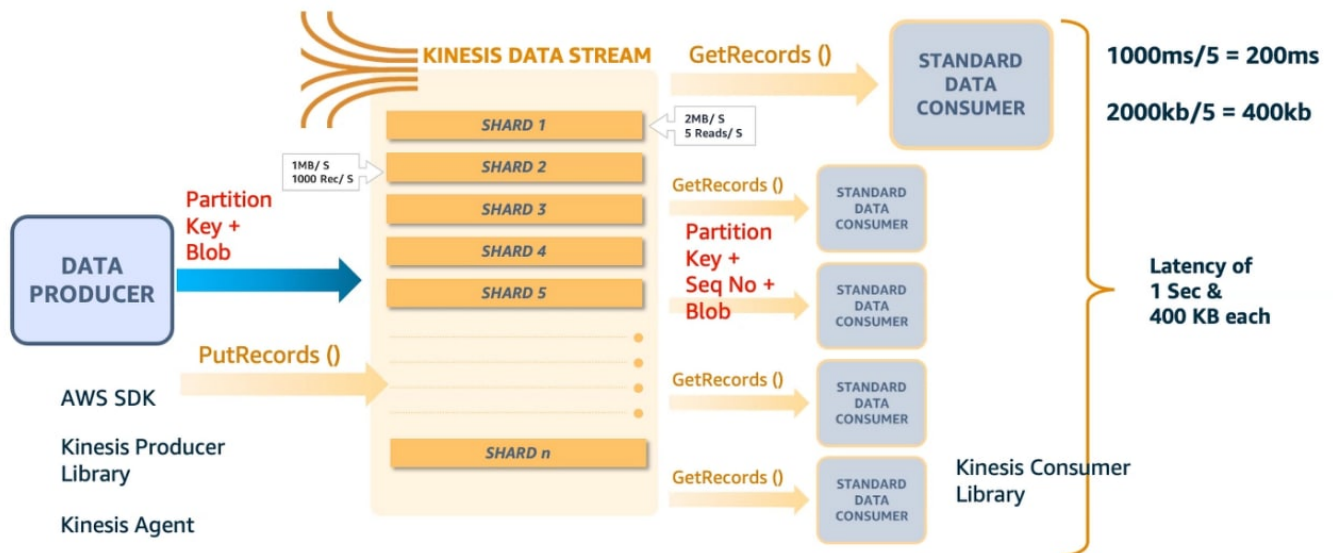 KINESIS DATA STREAM
GetRecords ()
STANDARD
DATA
CONSUMER
1000ms/5 = 200ms
2000kb/5 = 400kb
SHARD 1
2MB/ S
5 Reads/ S
1MB/ S
1000 Rec/ S
SHARD 2
SHARD 3
SHARD 4
SHARD 5
SHARD n
Partition
Key +
Blob
DATA
PRODUCER
PutRecords ()
AWS SDK
Kinesis Producer
Library
Kinesis Agent
GetRecords ()
STANDARD
DATA
CONSUMER
Partition
Key +
Seq No +
Blob
STANDARD
DATA
CONSUMER
GetRecords ()
STANDARD
DATA
CONSUMER
GetRecords ()
STANDARD
DATA
CONSUMER
Kinesis Consumer
Library
Latency of
1 Sec &
400 KB each